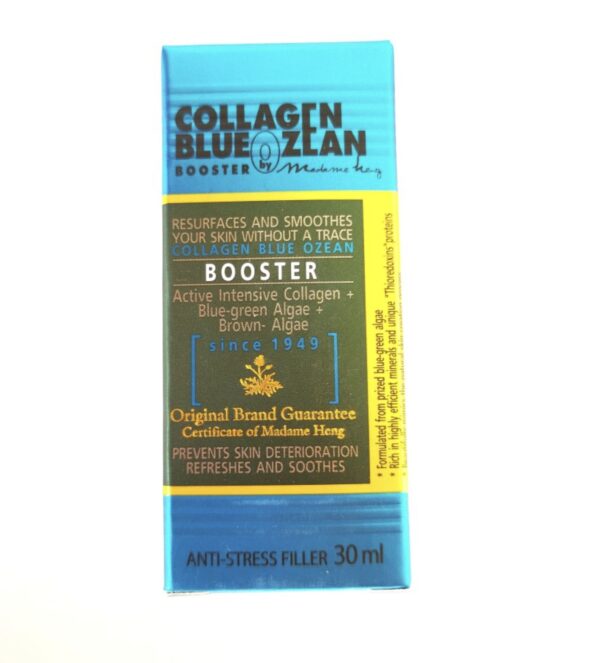 COLLAGEN
BLUE OZEAN
BOOSTER by Madame Heng
RESURFACES AND SMOOTHES
YOUR SKIN WITHOUT A TRACE
COLLAGEN BLUE OZEAN
BOOSTER
Active Intensive Collagen +
Blue-green Algae +
Brown- Algae
[since 1949]
Original Brand Guarantee
Certificate of Madame Heng
PREVENTS SKIN DETERIORATION
REFRESHES AND SOOTHES
ANTI-STRESS FILLER 30 ml
* Formulated from prized blue-green algae
* Rich in highly efficient minerals and unique "Thioredoxins" proteins